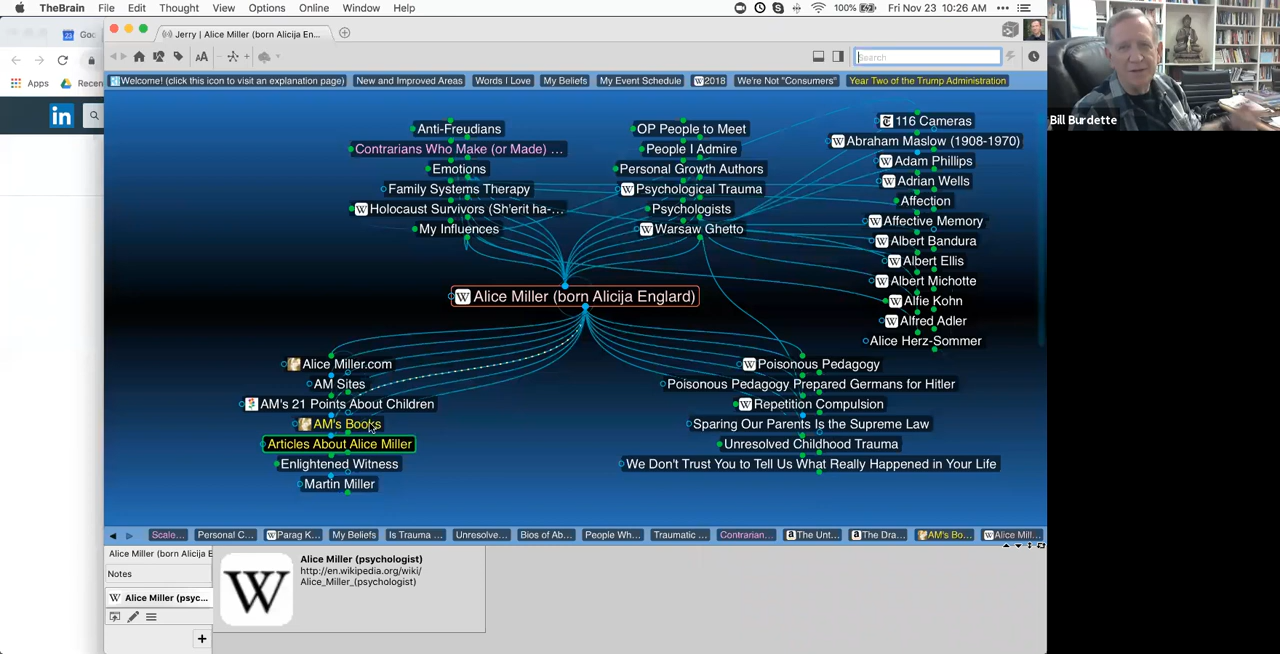 TheBrain File Edit Thought View Options Online Window Help 100% Fri Nov 23 10:26 AM
Jerry | Alice Miller (born Alicija En...
Apps
Search
Welcome! (click this icon to visit an explanation page) New and Improved Areas Words I Love My Beliefs My Event Schedule 2018 We're Not "Consumers" Year Two of the Trump Administration
Bill Burdette
Anti-Freudians
Contrarians Who Make (or Made) ...
Emotions
Family Systems Therapy
Holocaust Survivors (Sh'erit ha-...
My Influences
OP People to Meet
People I Admire
Personal Growth Authors
Psychological Trauma
Psychologists
Warsaw Ghetto
116 Cameras
Abraham Maslow (1908-1970)
Adam Phillips
Adrian Wells
Affection
Affective Memory
Albert Bandura
Albert Ellis
Albert Michotte
Alfie Kohn
Alfred Adler
Alice Herz-Sommer
Alice Miller (born Alicija Englard)
Alice Miller.com
AM Sites
AM's 21 Points About Children
AM's Books
Articles About Alice Miller
Enlightened Witness
Martin Miller
Poisonous Pedagogy
Poisonous Pedagogy Prepared Germans for Hitler
Repetition Compulsion
Sparing Our Parents Is the Supreme Law
Unresolved Childhood Trauma
We Don't Trust You to Tell Us What Really Happened in Your Life
Scale... Personal C... Parag K... My Beliefs Is Trauma ... Unresolve... Bios of Ab... People Wh... Traumatic ... Contrarian... The Unt... The Dra... AM's Bo... Alice Mill...
Alice Miller (born Alicija E
Notes
Alice Miller (psyc...
Alice Miller (psychologist)
http://en.wikipedia.org/wiki/
Alice_Miller_(psychologist)